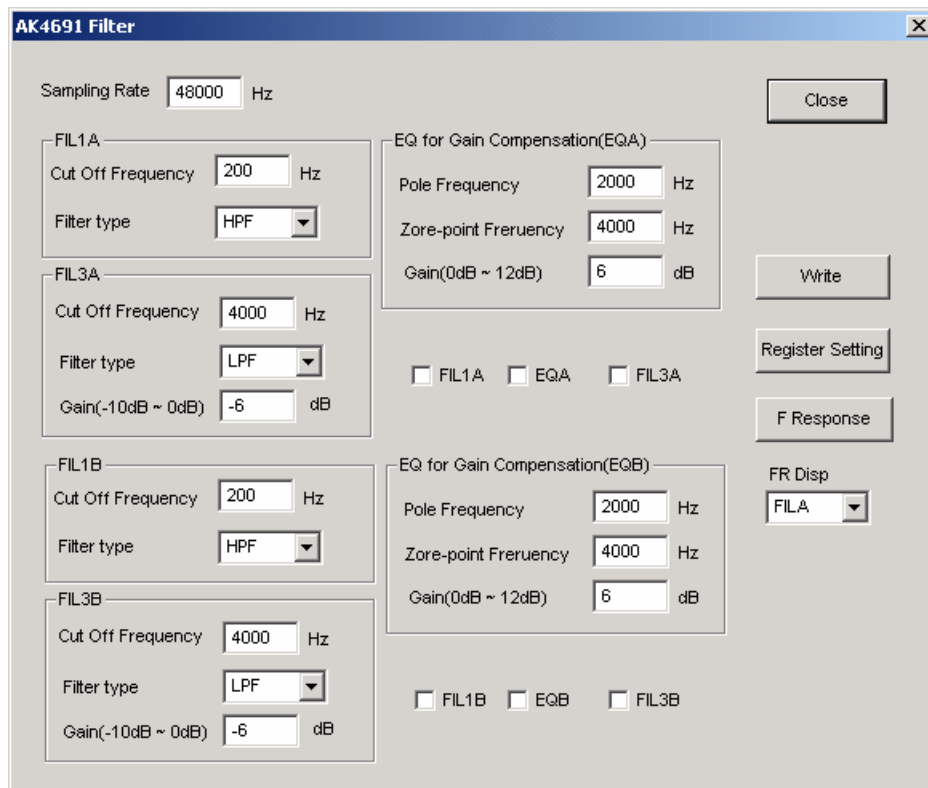 AK4691 Filter
Sampling Rate 48000 Hz
Close
FIL1A
Cut Off Frequency 200 Hz
Filter type HPF
EQ for Gain Compensation(EQA)
Pole Frequency 2000 Hz
Zore-point Freruency 4000 Hz
Gain(0dB ~ 12dB) 6 dB
FIL3A
Cut Off Frequency 4000 Hz
Filter type LPF
Gain(-10dB ~ 0dB) -6 dB
FIL1A EQA FIL3A
Write
Register Setting
F Response
FR Disp
FILA
FIL1B
Cut Off Frequency 200 Hz
Filter type HPF
EQ for Gain Compensation(EQB)
Pole Frequency 2000 Hz
Zore-point Freruency 4000 Hz
Gain(0dB ~ 12dB) 6 dB
FIL3B
Cut Off Frequency 4000 Hz
Filter type LPF
Gain(-10dB ~ 0dB) -6 dB
FIL1B EQB FIL3B